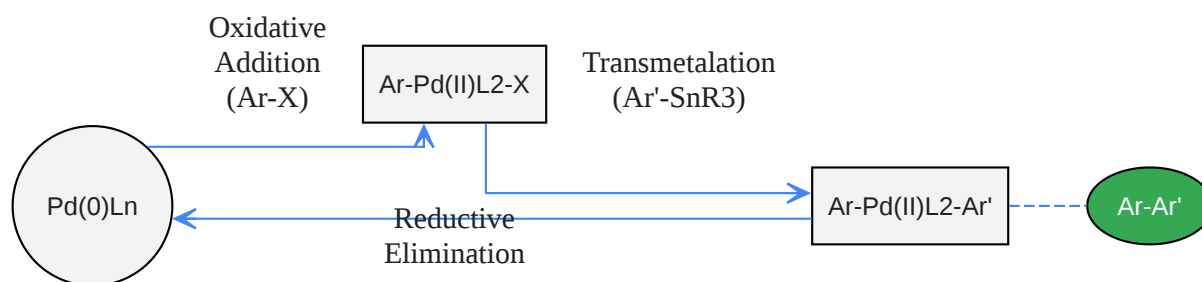 Oxidative
Addition
(Ar-X)
Ar-Pd(II)L2-X
Transmetalation
(Ar'-SnR3)
Pd(0)Ln
Reductive
Elimination
Ar-Pd(II)L2-Ar'
Ar-Ar'